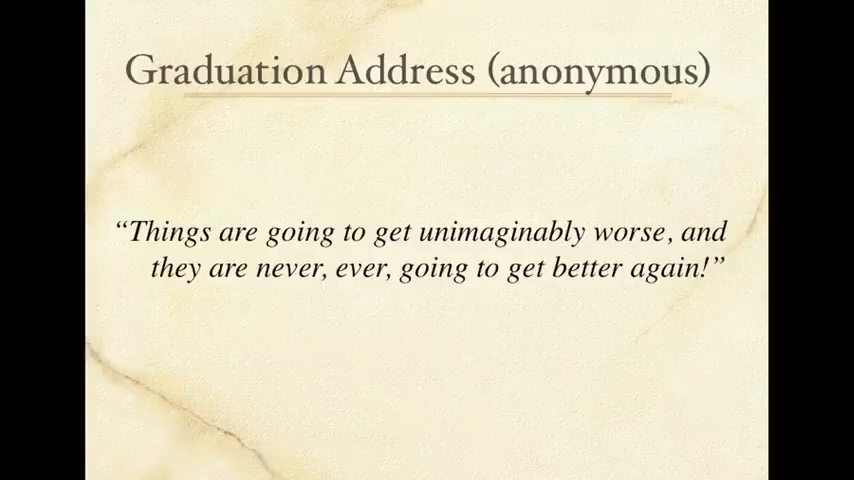 Graduation Address (anonymous)
“Things are going to get unimaginably worse, and
they are never, ever, going to get better again!”